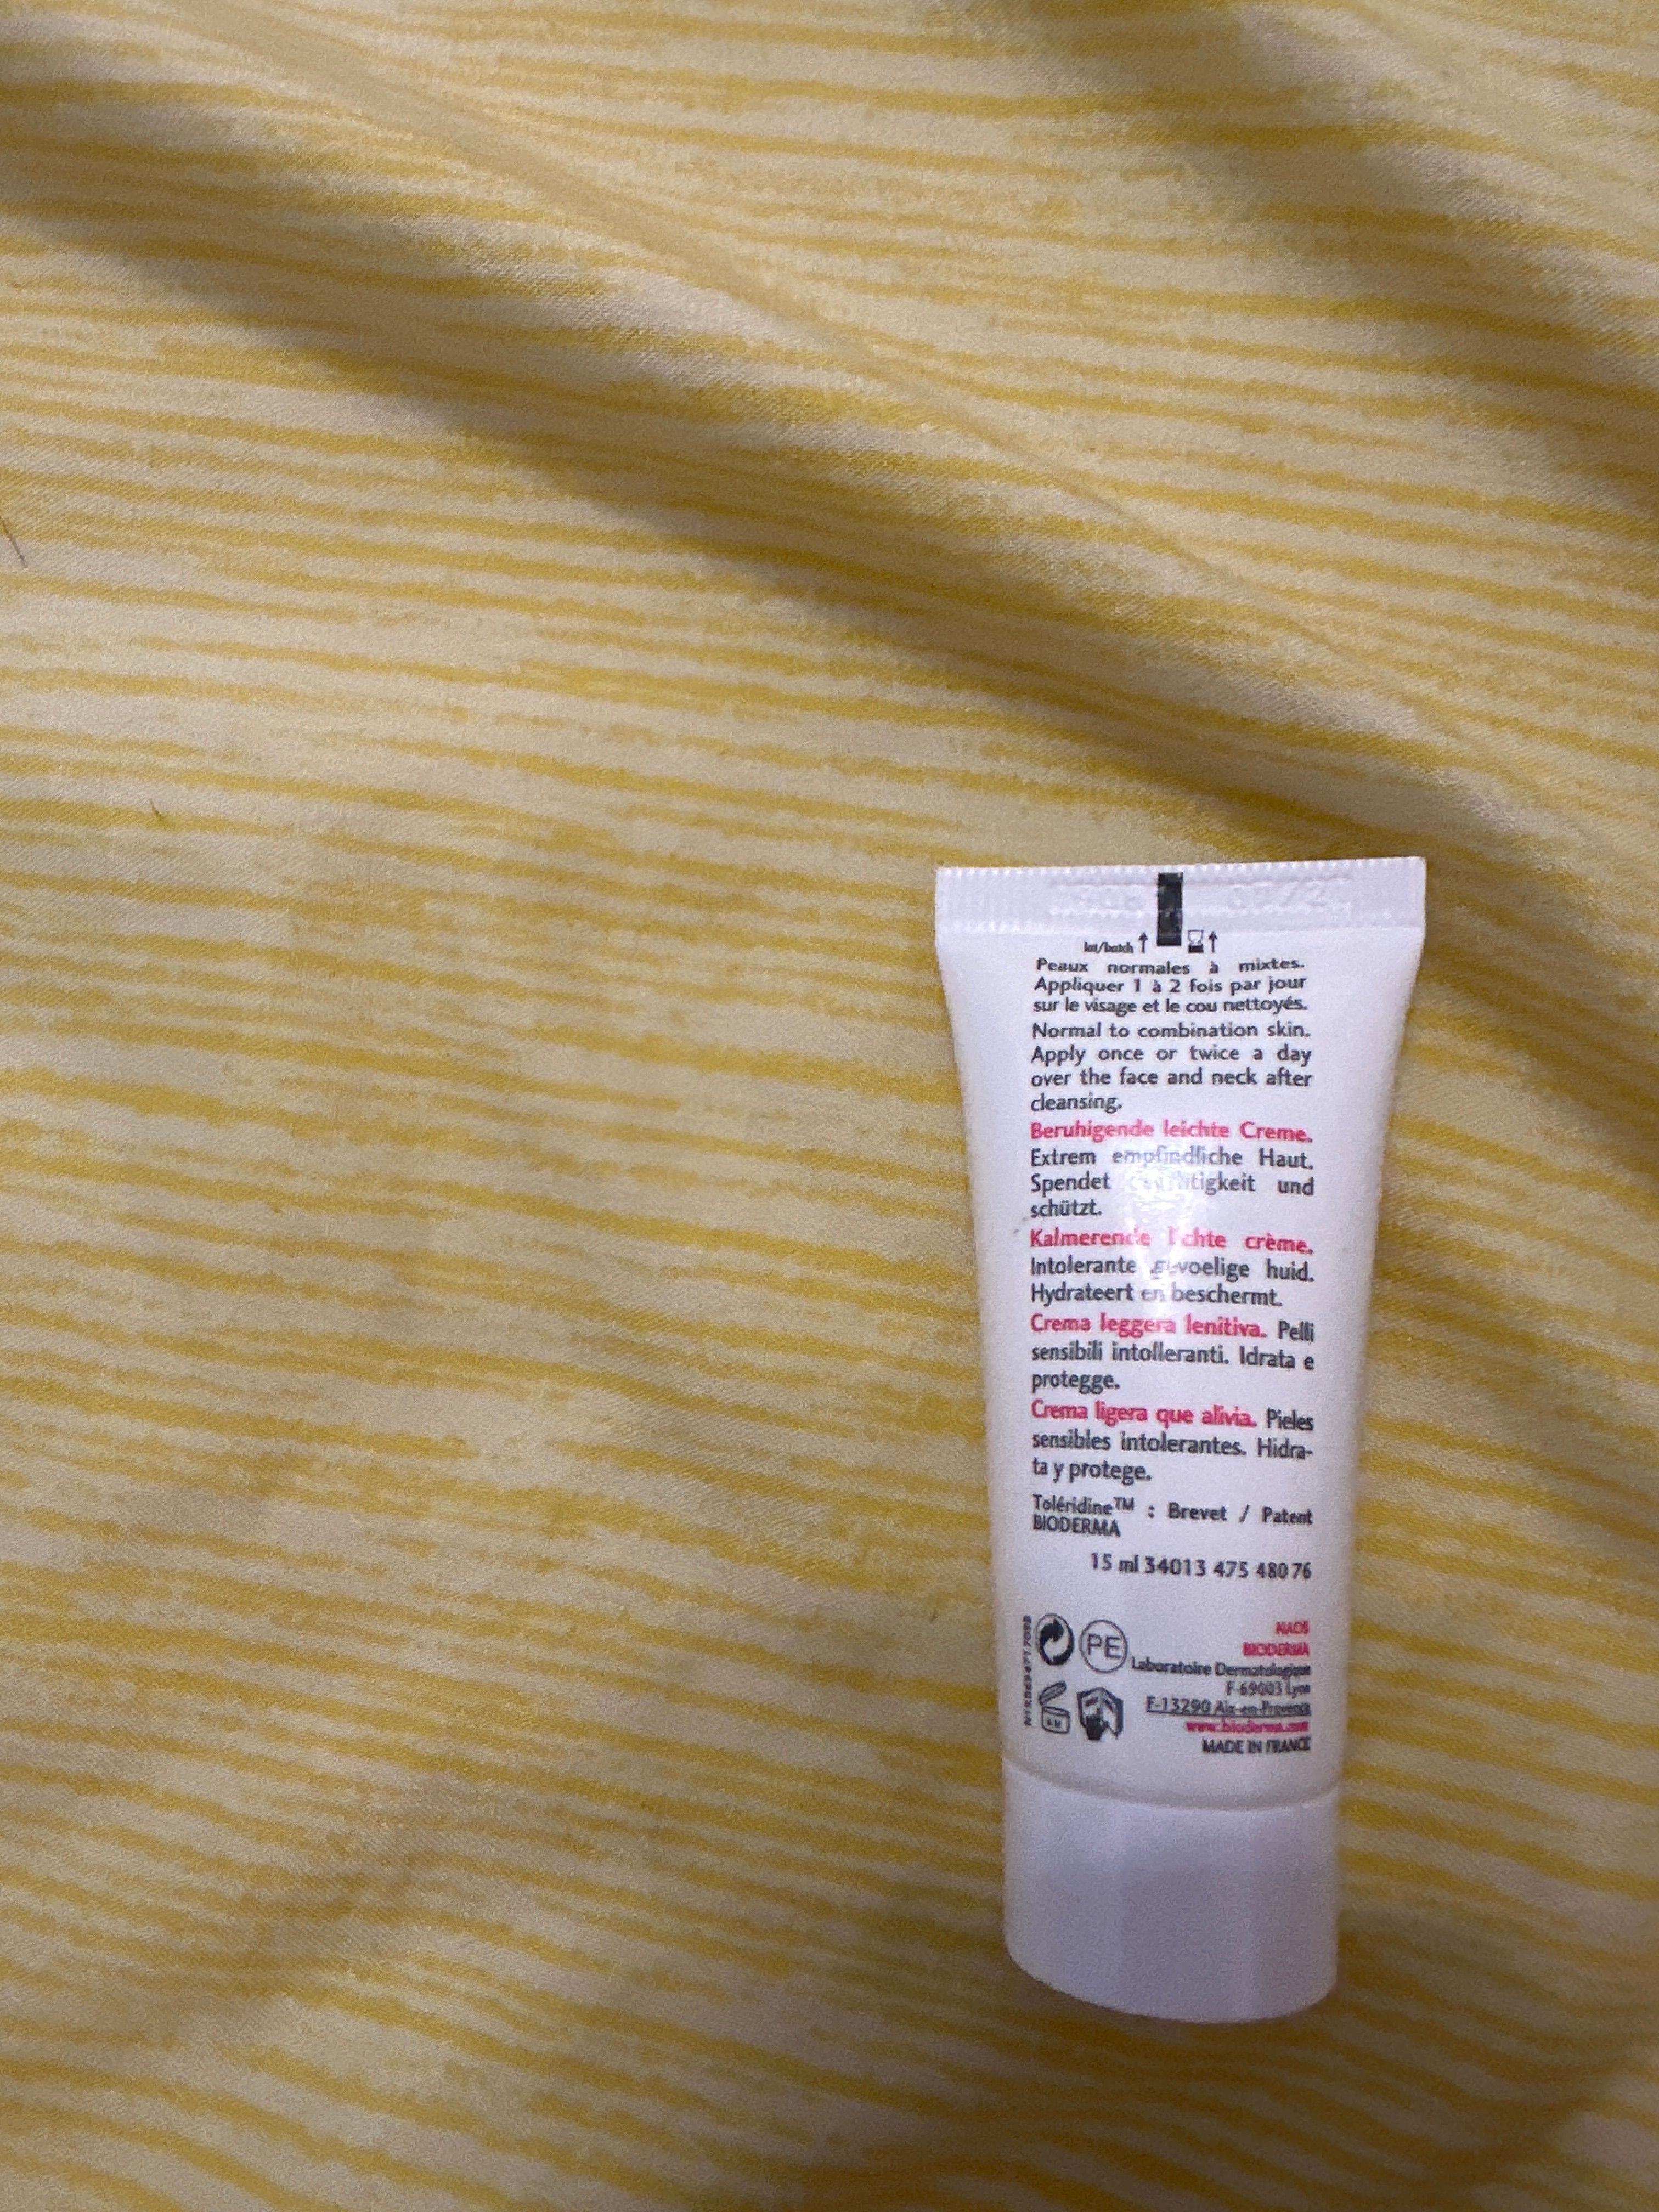 lot/batch
Peaux normales à mixtes.
Appliquer 1 à 2 fois par jour
sur le visage et le cou nettoyés.
Normal to combination skin.
Apply once or twice a day
over the face and neck after
cleansing.
Beruhigende leichte Creme.
Extrem empfindliche Haut.
Spendet und
schützt.
Kalmerende crème.
Intolerante gevoelige huid.
Hydrateert en beschermt.
Crema leggera lenitiva. Pelli
sensibili intolleranti. Idrata e
protegge.
Crema ligera que alivia. Pieles
sensibles intolerantes. Hidra-
ta y protege.
Toléridine™ : Brevet / Patent
BIODERMA
15 ml 34013 475 480 76
PE
NAOS
BIODERMA
Laboratoire Dermatologique
F-69003 Lyon
F-13290 Aix-en-Provence
www.bioderma.com
MADE IN FRANCE